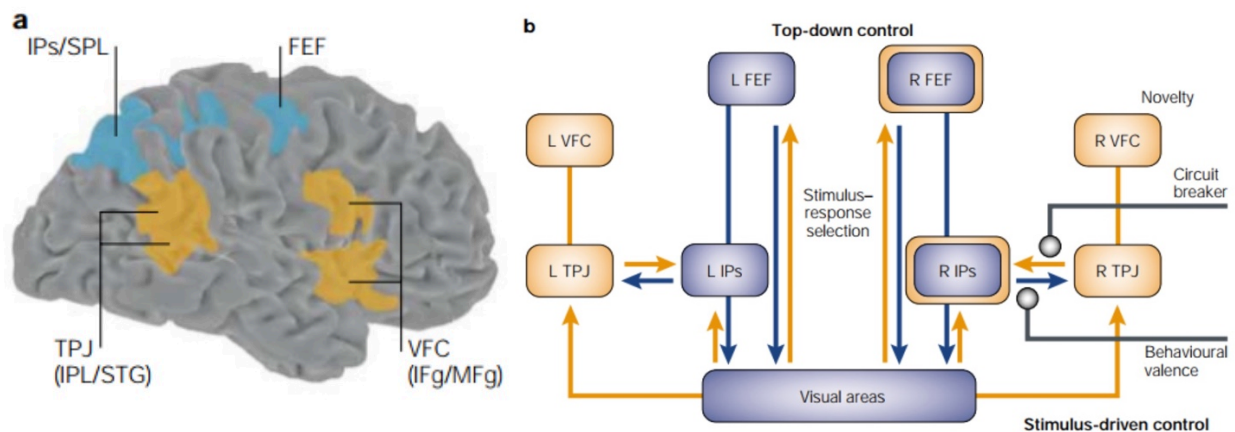 a
IPs/SPL
FEF
TPJ
(IPL/STG)
VFC
(IFg/MFg)
b
Top-down control
L FEF
R FEF
Novelty
L VFC
R VFC
Circuit
breaker
Stimulus–
response
selection
L TPJ
L IPs
R IPs
R TPJ
Behavioural
valence
Visual areas
Stimulus-driven control